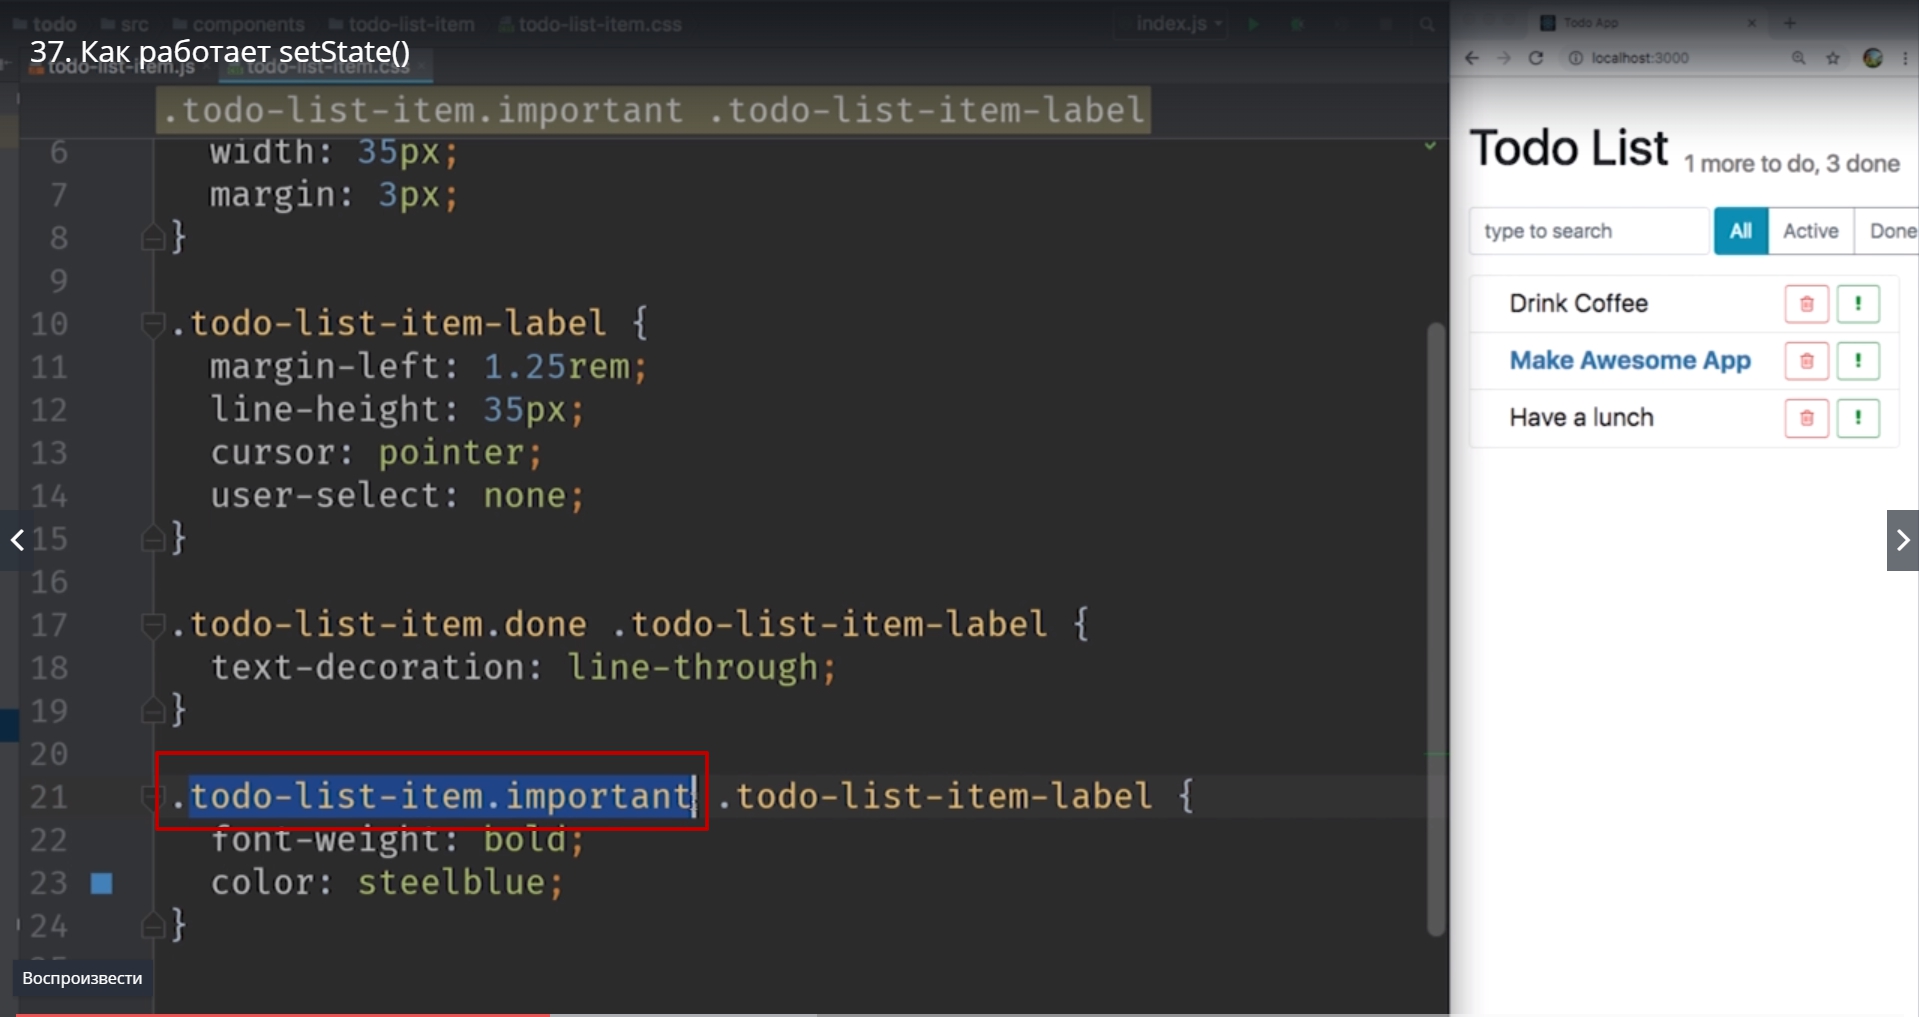 todo src components todo-list-item todo-list-item.css index.js
37. Как работает setState()
todo-list-item.js todo-list-item.css
.todo-list-item.important .todo-list-item-label
6 width: 35px;
7 margin: 3px;
8 }
9
10 .todo-list-item-label {
11 margin-left: 1.25rem;
12 line-height: 35px;
13 cursor: pointer;
14 user-select: none;
15 }
16
17 .todo-list-item.done .todo-list-item-label {
18 text-decoration: line-through;
19 }
20
21 .todo-list-item.important .todo-list-item-label {
22 font-weight: bold;
23 color: steelblue;
24 }
Воспроизвести
Todo App
localhost:3000
Todo List 1 more to do, 3 done
type to search All Active Done
Drink Coffee
Make Awesome App
Have a lunch